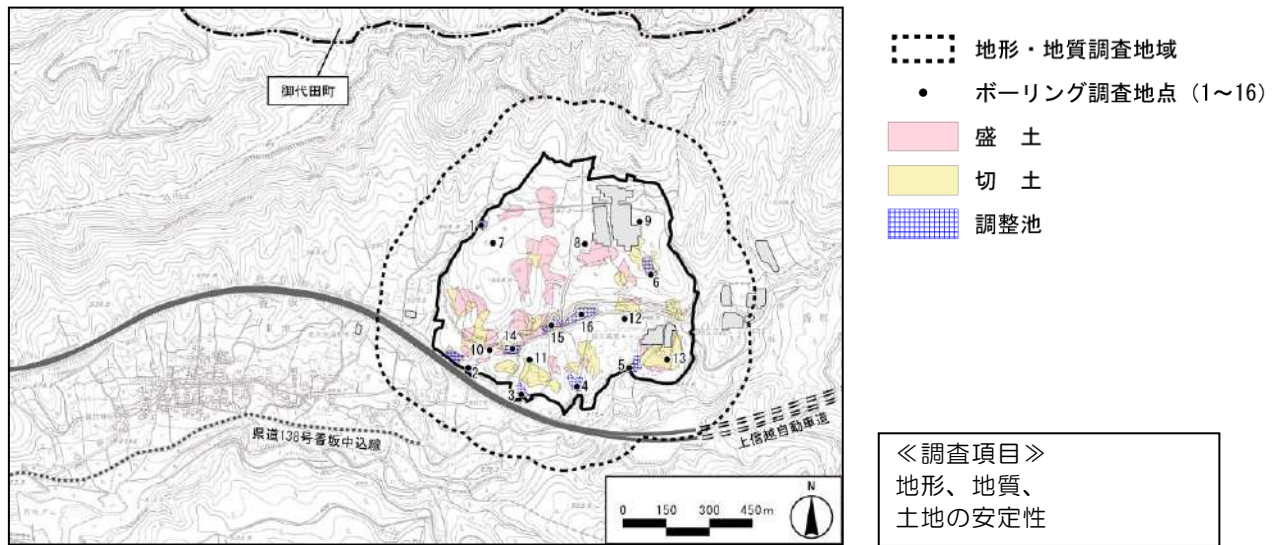 御代田町
1
7
8
9
6
16
12
15
14
10
11
13
2
3
4
5
県道138号香坂中込線
上信越自動車道
0 150 300 450m
N
地形・地質調査地域
ボーリング調査地点（1～16）
盛 土
切 土
調整池
≪調査項目≫
地形、地質、
土地の安定性